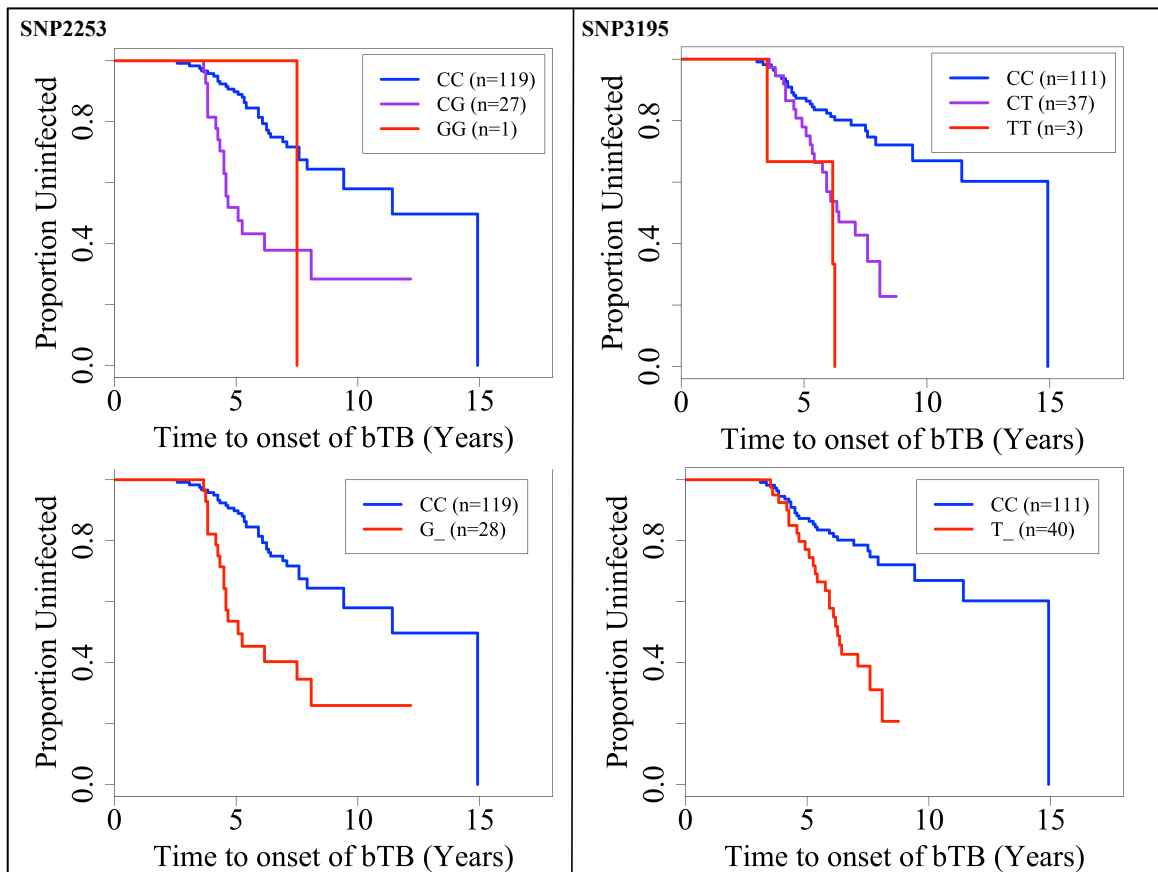 SNP2253
CC (n=119)
CG (n=27)
GG (n=1)
Proportion Uninfected
0.0 0.4 0.8
0 5 10 15
Time to onset of bTB (Years)
SNP3195
CC (n=111)
CT (n=37)
TT (n=3)
Proportion Uninfected
0.0 0.4 0.8
0 5 10 15
Time to onset of bTB (Years)
CC (n=119)
G_ (n=28)
Proportion Uninfected
0.0 0.4 0.8
0 5 10 15
Time to onset of bTB (Years)
CC (n=111)
T_ (n=40)
Proportion Uninfected
0.0 0.4 0.8
0 5 10 15
Time to onset of bTB (Years)